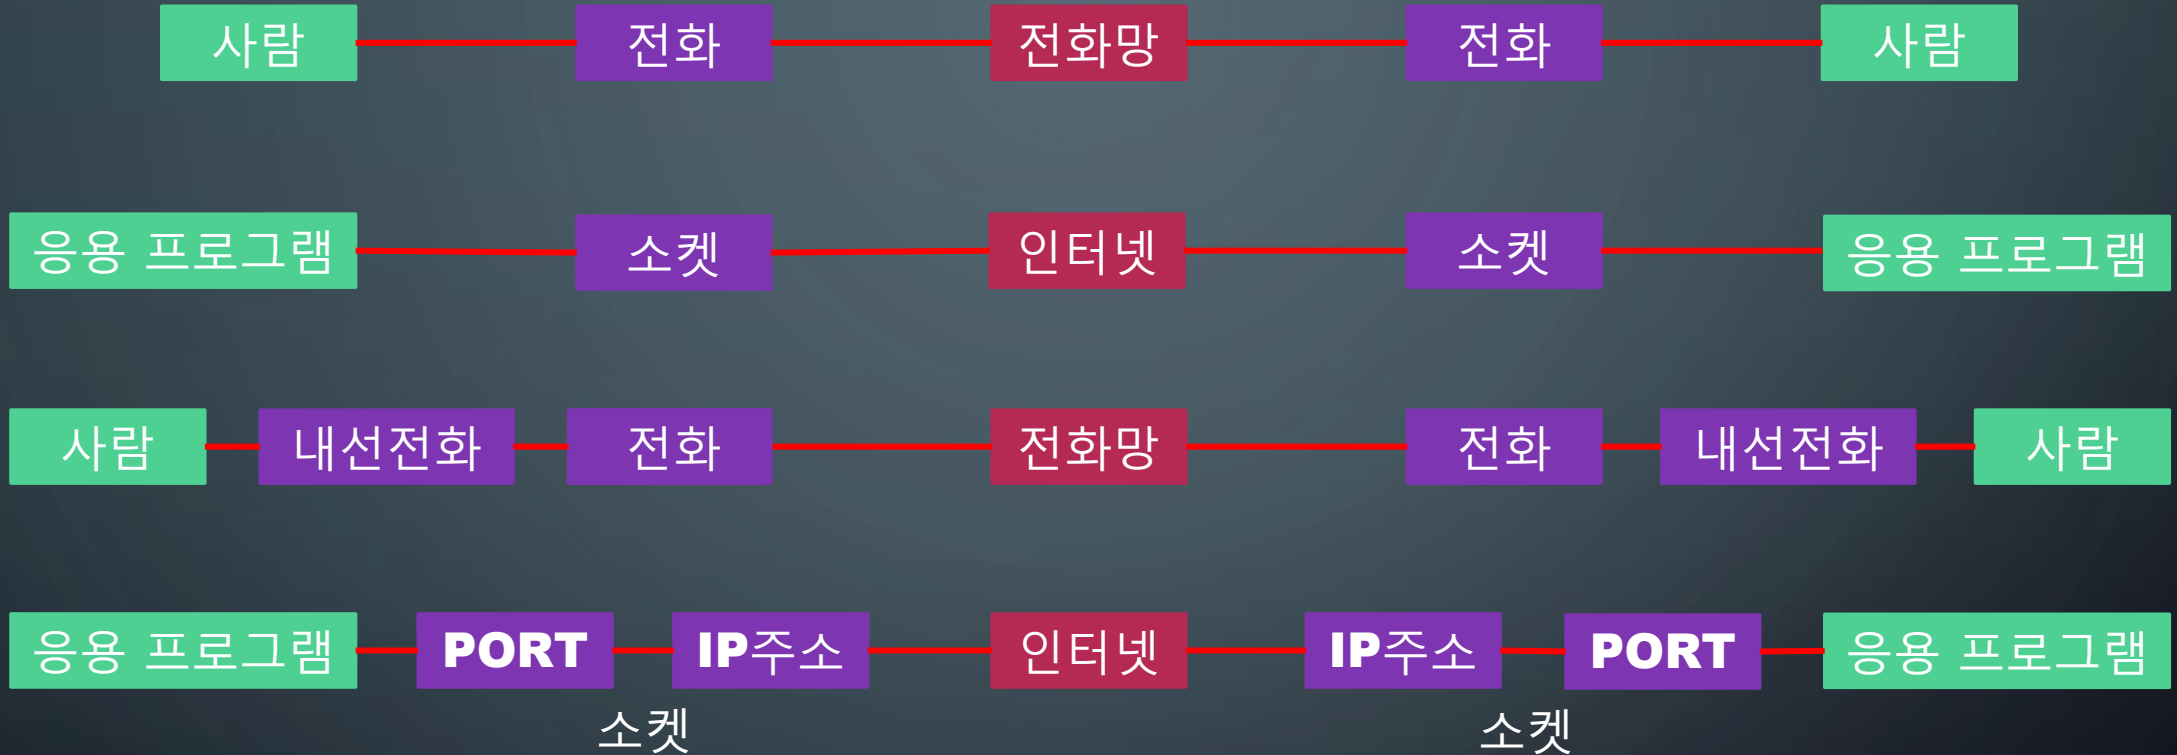 사람 전화 전화망 전화 사람
응용 프로그램 소켓 인터넷 소켓 응용 프로그램
사람 내선전화 전화 전화망 전화 내선전화 사람
응용 프로그램 PORT IP주소 인터넷 IP주소 PORT 응용 프로그램
소켓 소켓